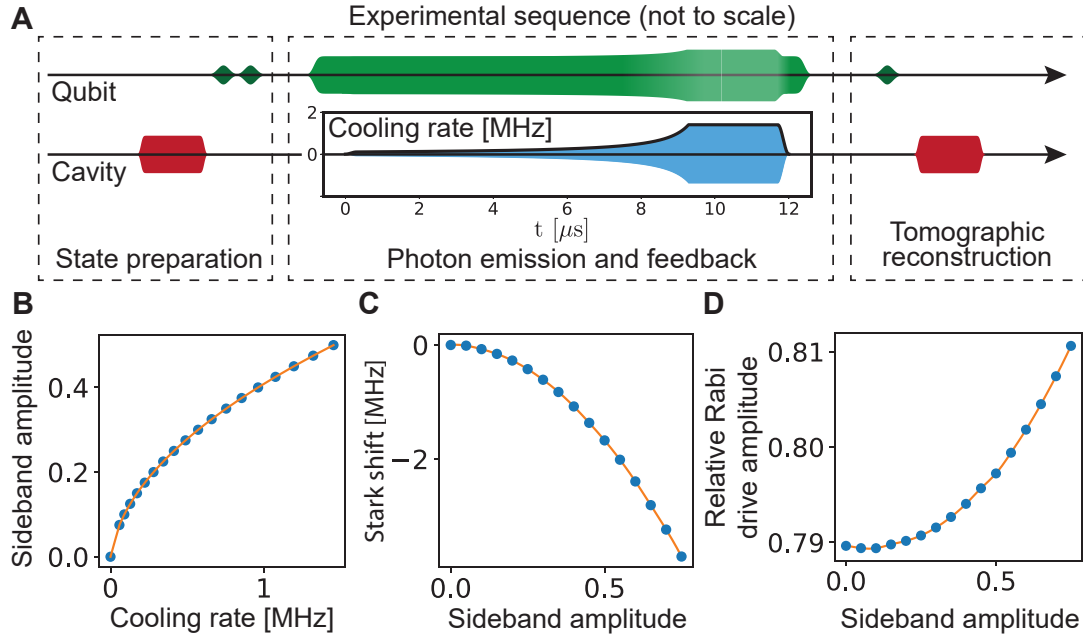 A
Experimental sequence (not to scale)
Qubit
Cavity
Cooling rate [MHz]
2
0
0
2
4
6
8
10
12
t [μs]
State preparation
Photon emission and feedback
Tomographic
reconstruction
B
Sideband amplitude
0.4
0.2
0.0
0
1
Cooling rate [MHz]
C
Stark shift [MHz]
0
−2
0.0
0.5
Sideband amplitude
D
Relative Rabi
drive amplitude
0.81
0.80
0.79
0.0
0.5
Sideband amplitude